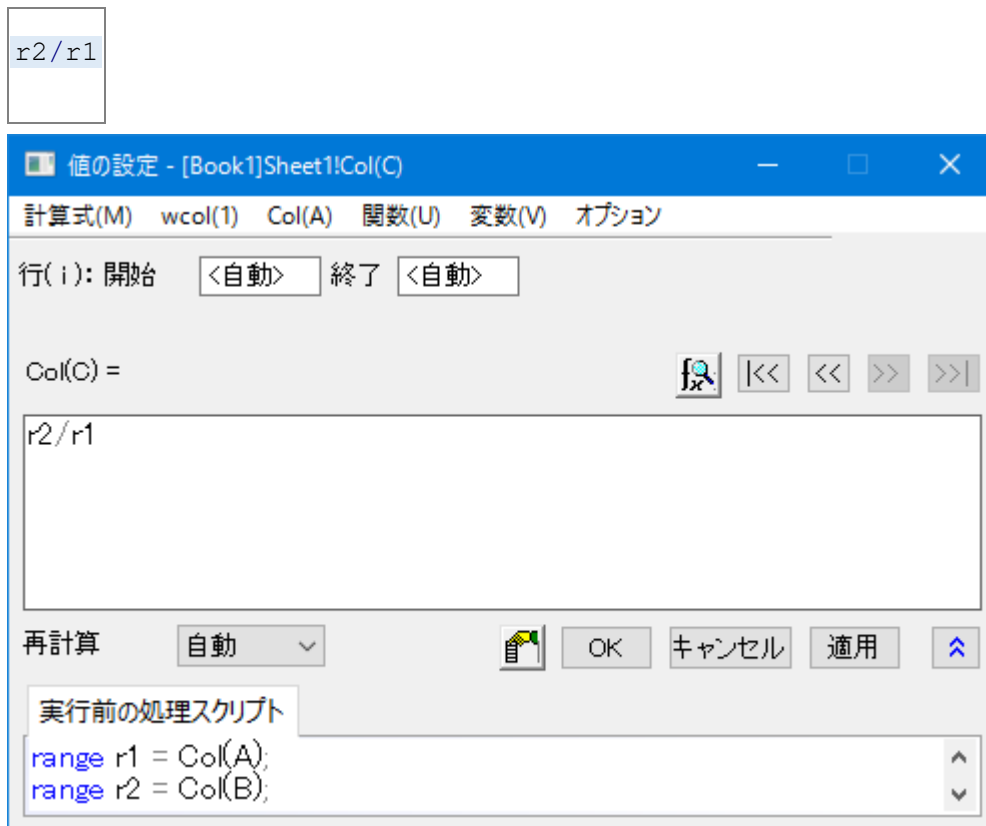 r2/r1
値の設定 - [Book1]Sheet1!Col(C)
計算式(M) wcol(1) Col(A) 関数(U) 変数(V) オプション
行(i): 開始 <自動> 終了 <自動>
Col(C) =
|<< << >> >>|
r2/r1
再計算 自動 OK キャンセル 適用
実行前の処理スクリプト
range r1 = Col(A);
range r2 = Col(B);